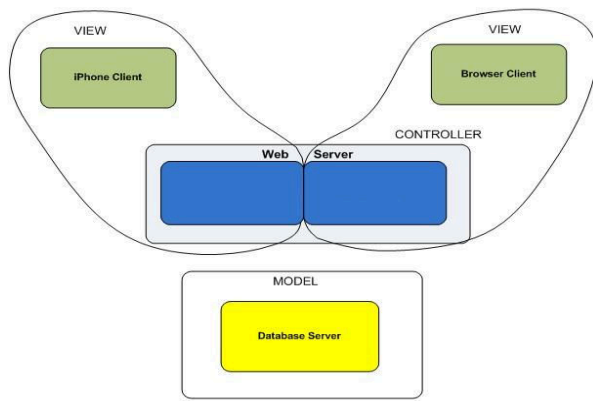 VIEW
VIEW
iPhone Client
Browser Client
CONTROLLER
Web Server
MODEL
Database Server